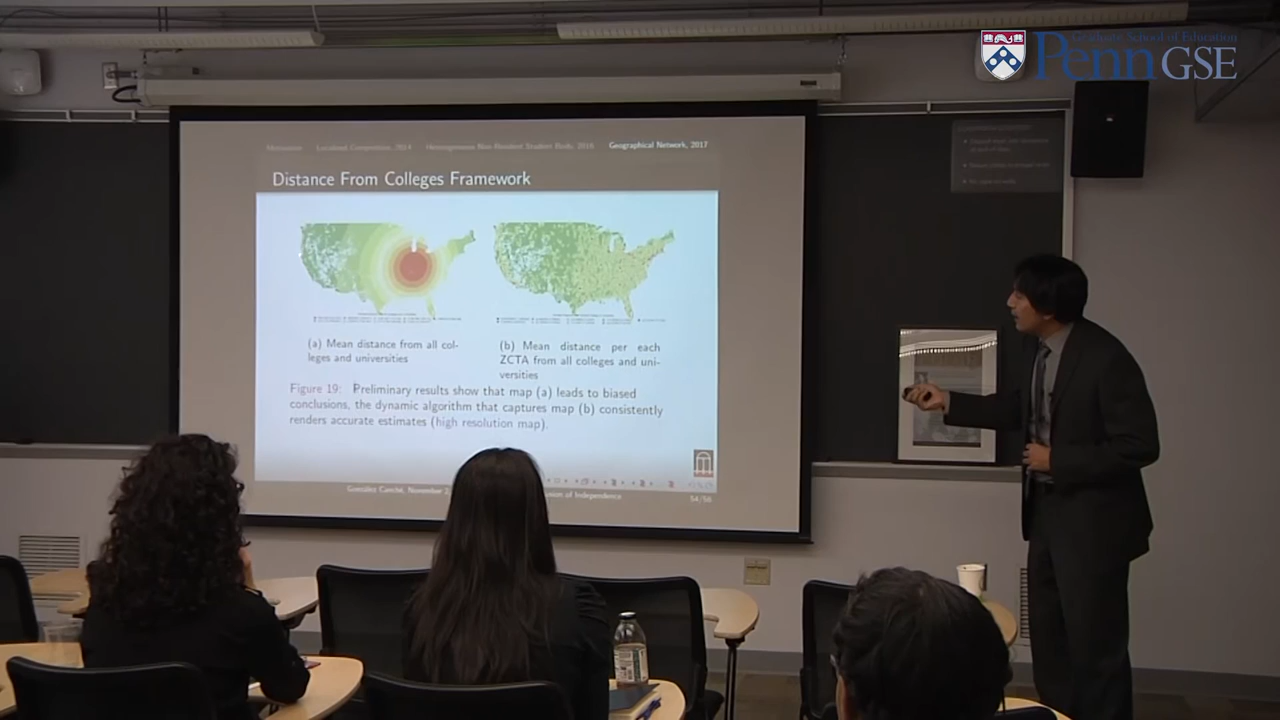 Graduate School of Education
Penn GSE
Motivation Localized Competition, 2014 Heterogeneous Non-Resident Student Body, 2016 Geographical Network, 2017
Distance From Colleges Framework
(a) Mean distance from all col-
leges and universities
(b) Mean distance per each
ZCTA from all colleges and uni-
versities
Figure 19: Preliminary results show that map (a) leads to biased
conclusions, the dynamic algorithm that captures map (b) consistently
renders accurate estimates (high resolution map).
González Canché, November 2
usion of Independence
54/56